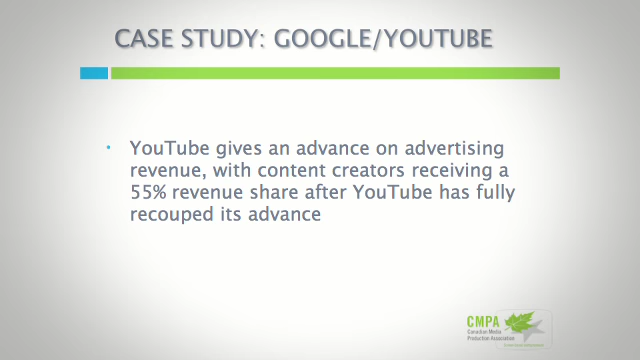 CASE STUDY: GOOGLE/YOUTUBE
• YouTube gives an advance on advertising
revenue, with content creators receiving a
55% revenue share after YouTube has fully
recouped its advance
CMPA
Canadian Media
Production Association